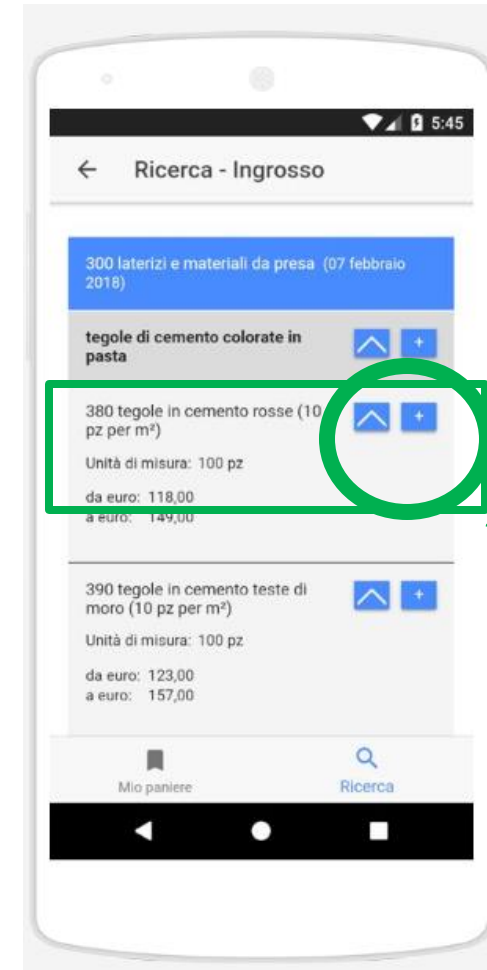 5:45
Ricerca - Ingrosso
300 laterizi e materiali da presa (07 febbraio
2018)
tegole di cemento colorate in
pasta
+
380 tegole in cemento rosse (10
pz per m²)
+
Unità di misura: 100 pz
da euro: 118,00
a euro: 149,00
390 tegole in cemento teste di
moro (10 pz per m²)
+
Unità di misura: 100 pz
da euro: 123,00
a euro: 157,00
Mio paniere
Ricerca